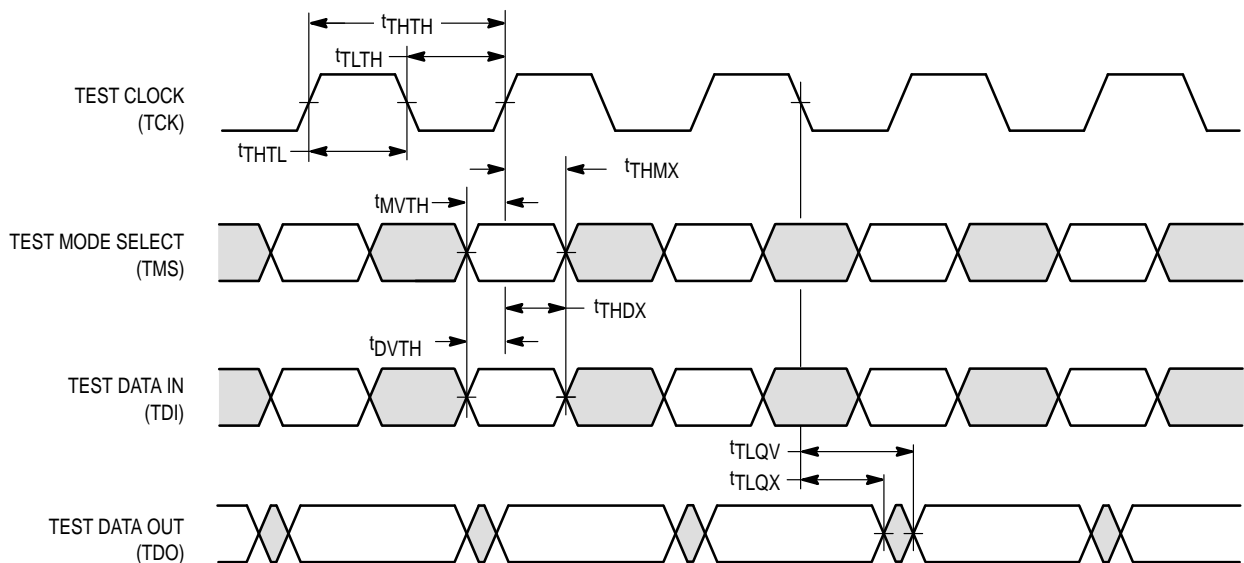 tTHTH
tTLTH
TEST CLOCK
(TCK)
tTHTL
tTHMX
tMVTH
TEST MODE SELECT
(TMS)
tTHDX
tDVTH
TEST DATA IN
(TDI)
tTLQV
tTLQX
TEST DATA OUT
(TDO)